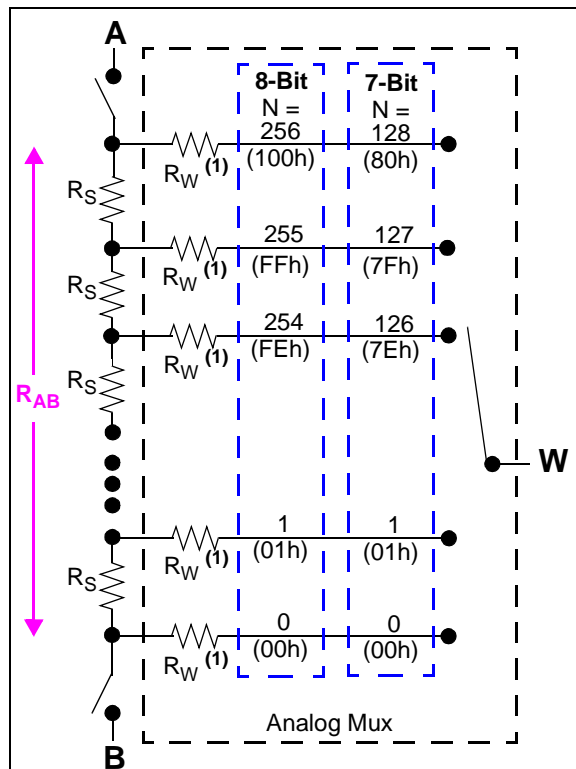 A
8-Bit
7-Bit
N =
N =
256
128
RW (1)
(100h)
(80h)
RS
255
127
RW (1)
(FFh)
(7Fh)
RS
254
126
RW (1)
(FEh)
(7Eh)
RS
RAB
W
1
1
RW (1)
(01h)
(01h)
RS
0
0
RW (1)
(00h)
(00h)
Analog Mux
B